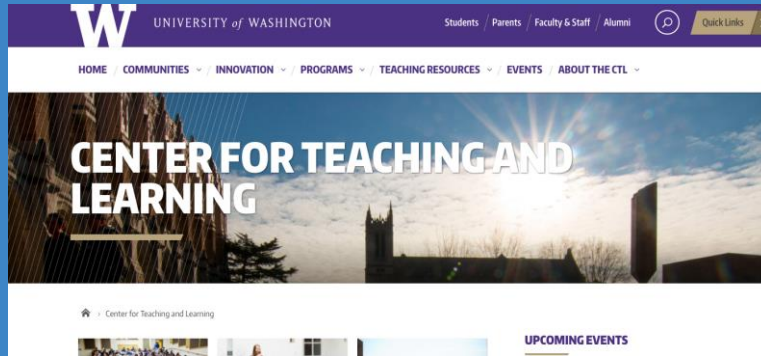 W UNIVERSITY of WASHINGTON Students / Parents / Faculty & Staff / Alumni Quick Links
HOME / COMMUNITIES / INNOVATION / PROGRAMS / TEACHING RESOURCES / EVENTS / ABOUT THE CTL
CENTER FOR TEACHING AND
LEARNING
› Center for Teaching and Learning
UPCOMING EVENTS